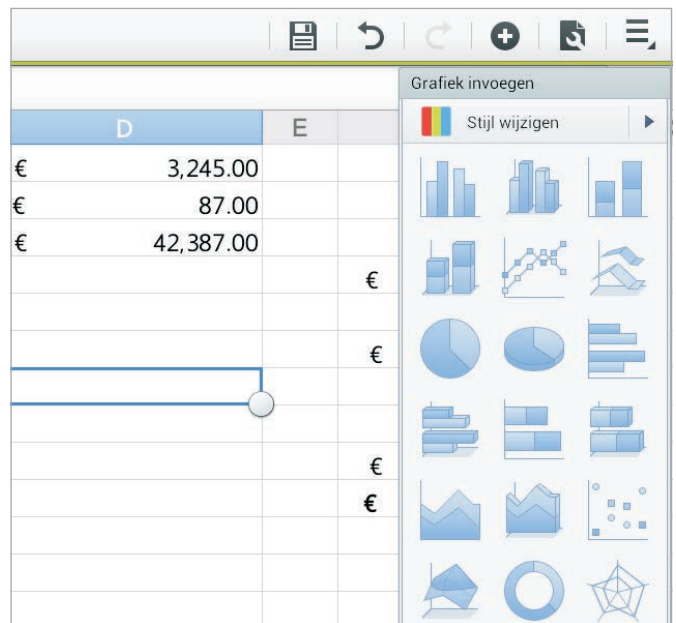 Grafiek invoegen
Stijl wijzigen
D E
€ 3,245.00
€ 87.00
€ 42,387.00
€
€
€
€